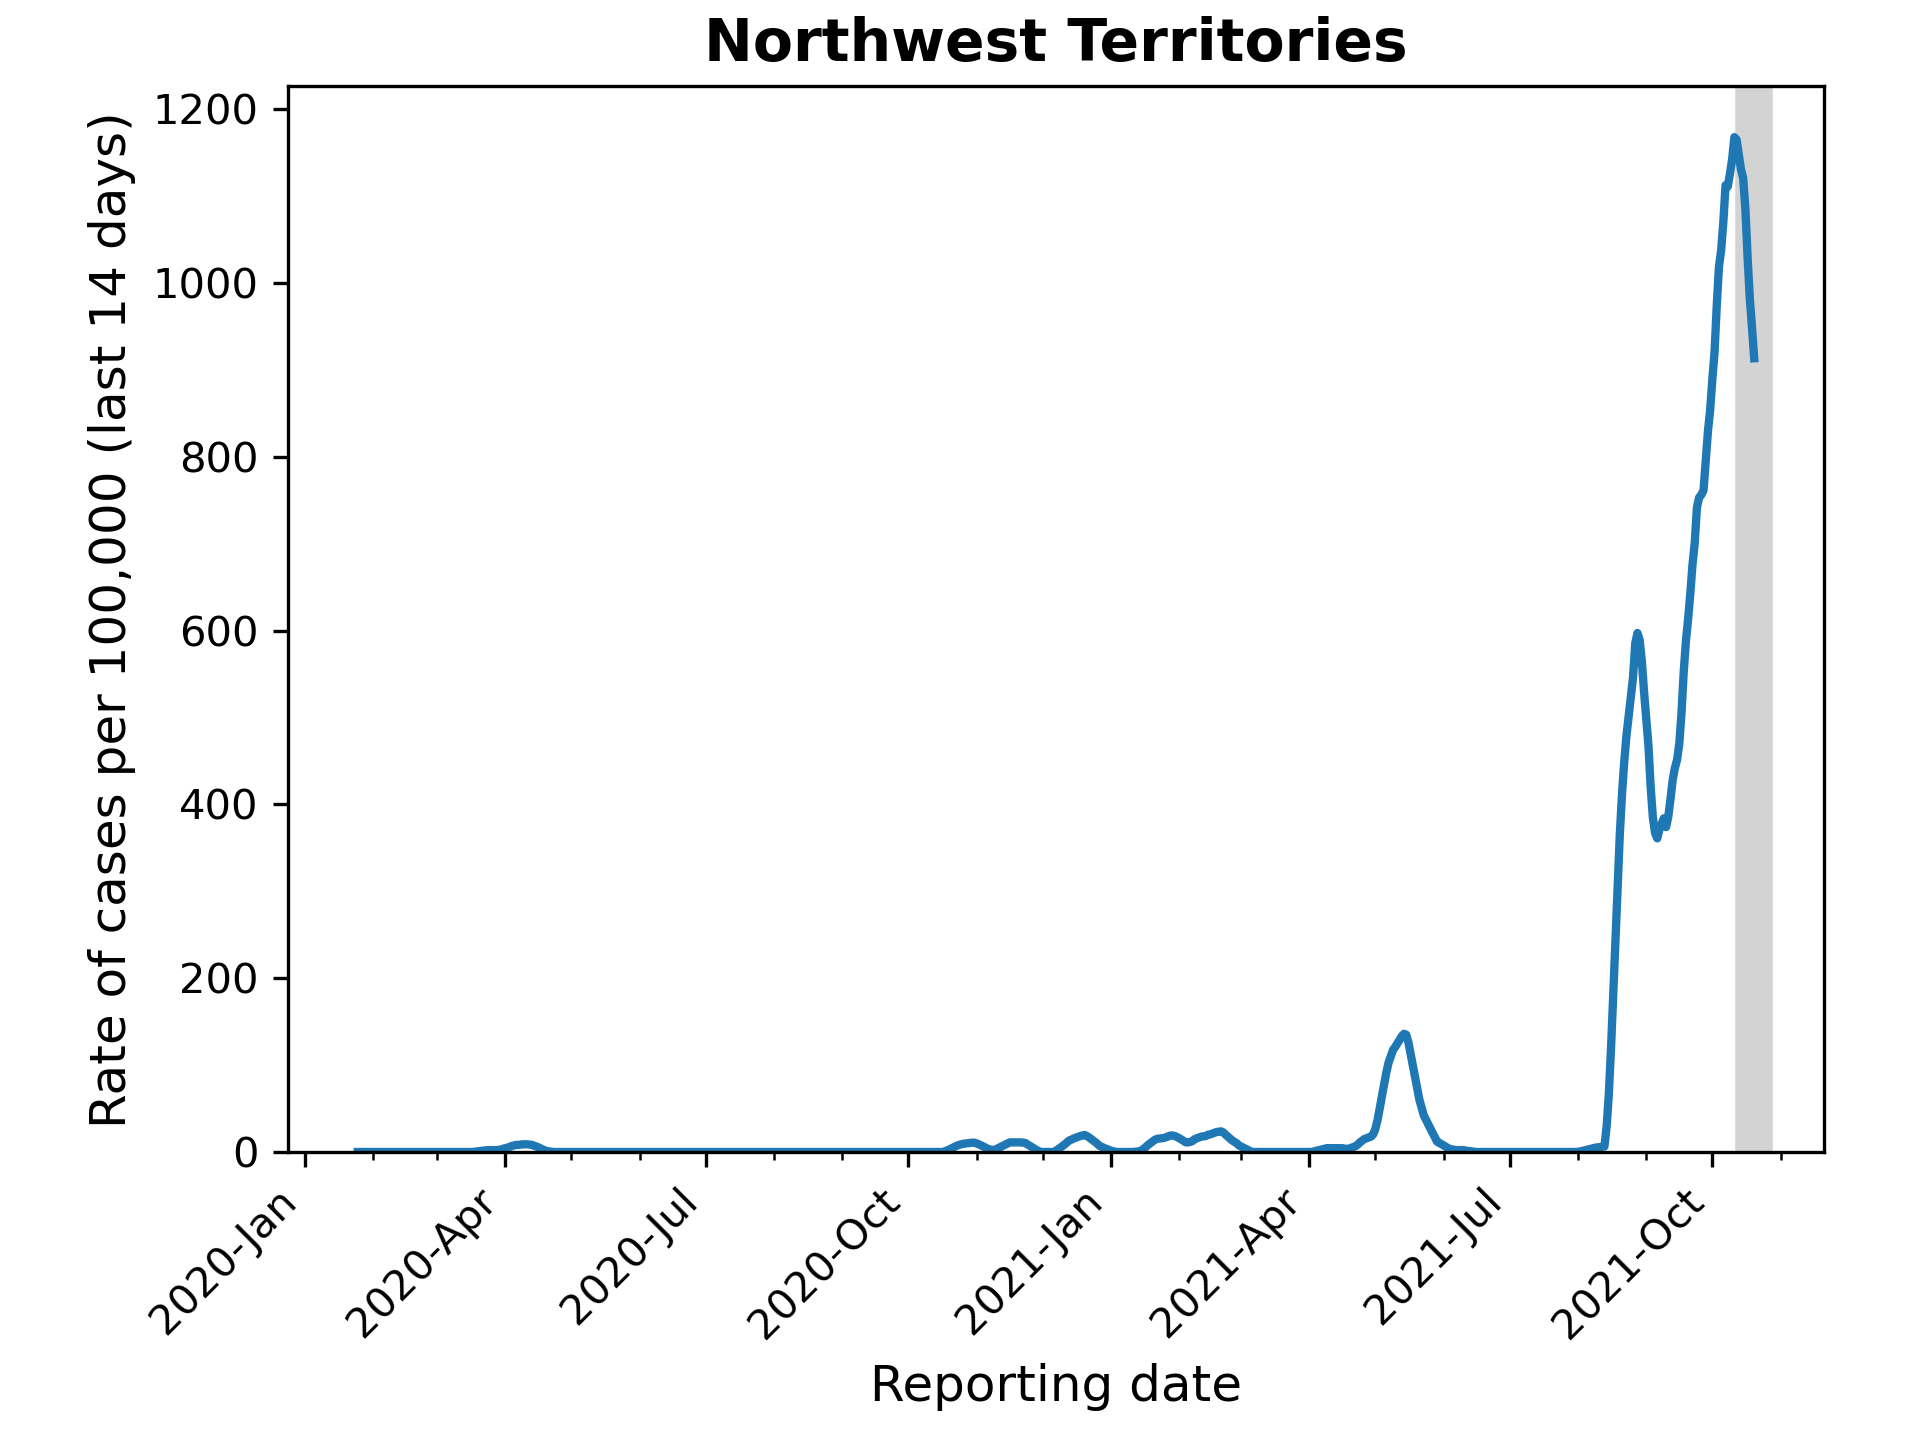 Northwest Territories
Rate of cases per 100,000 (last 14 days)
1200
1000
800
600
400
200
0
2020-Jan
2020-Apr
2020-Jul
2020-Oct
2021-Jan
2021-Apr
2021-Jul
2021-Oct
Reporting date